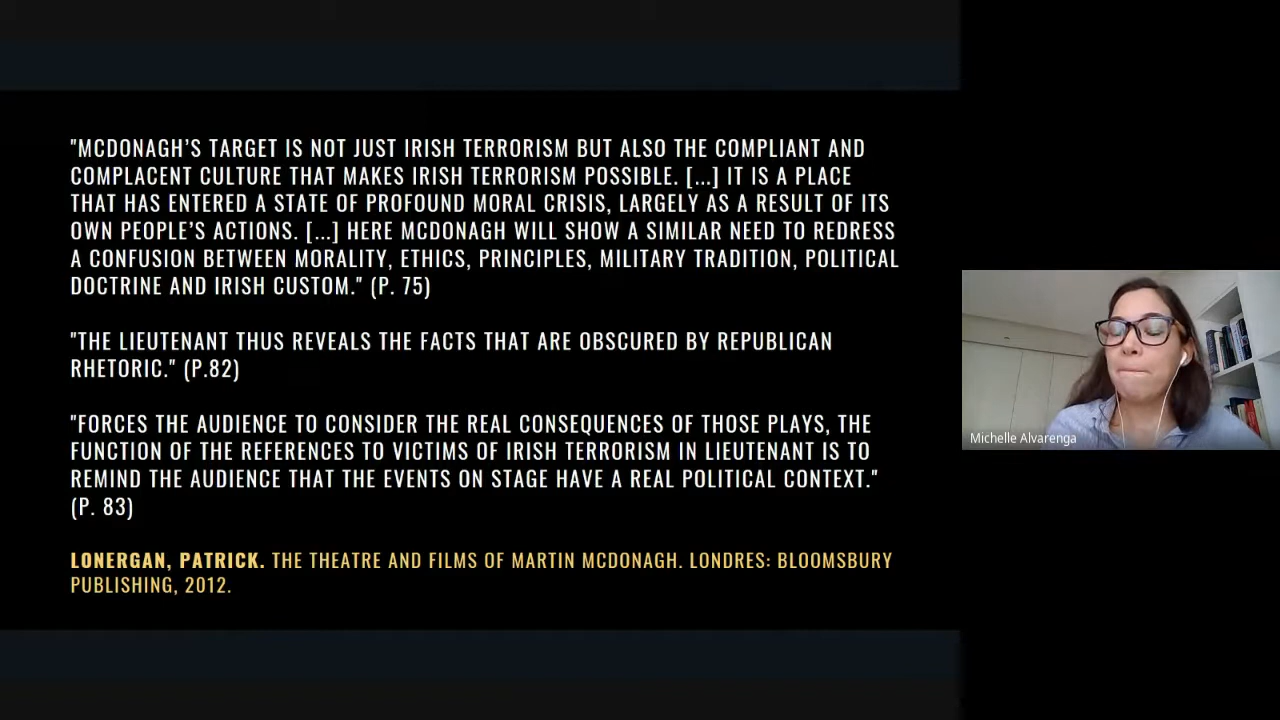 "MCDONAGH'S TARGET IS NOT JUST IRISH TERRORISM BUT ALSO THE COMPLIANT AND
COMPLACENT CULTURE THAT MAKES IRISH TERRORISM POSSIBLE. [...] IT IS A PLACE
THAT HAS ENTERED A STATE OF PROFOUND MORAL CRISIS, LARGELY AS A RESULT OF ITS
OWN PEOPLE'S ACTIONS. [...] HERE MCDONAGH WILL SHOW A SIMILAR NEED TO REDRESS
A CONFUSION BETWEEN MORALITY, ETHICS, PRINCIPLES, MILITARY TRADITION, POLITICAL
DOCTRINE AND IRISH CUSTOM." (P. 75)
"THE LIEUTENANT THUS REVEALS THE FACTS THAT ARE OBSCURED BY REPUBLICAN
RHETORIC." (P.82)
"FORCES THE AUDIENCE TO CONSIDER THE REAL CONSEQUENCES OF THOSE PLAYS, THE
FUNCTION OF THE REFERENCES TO VICTIMS OF IRISH TERRORISM IN LIEUTENANT IS TO
REMIND THE AUDIENCE THAT THE EVENTS ON STAGE HAVE A REAL POLITICAL CONTEXT."
(P. 83)
LONERGAN, PATRICK. THE THEATRE AND FILMS OF MARTIN MCDONAGH. LONDRES: BLOOMSBURY
PUBLISHING, 2012.
Michelle Alvarenga